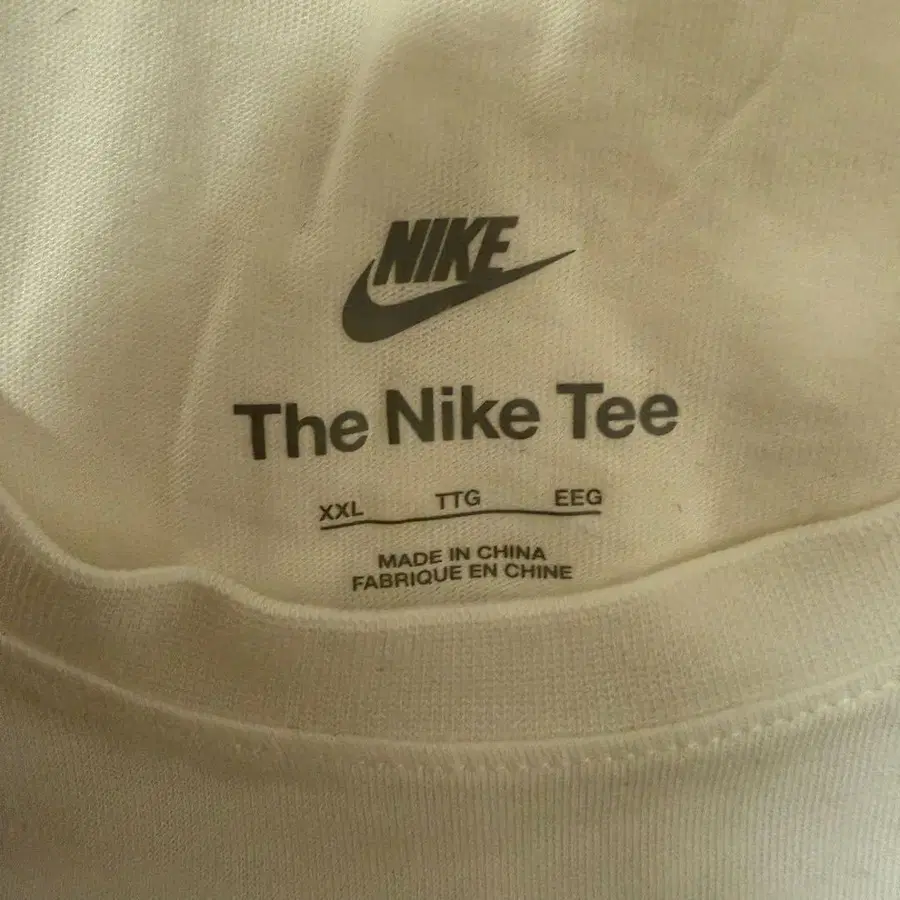 NIKE
The Nike Tee
XXL TTG EEG
MADE IN CHINA
FABRIQUE EN CHINE